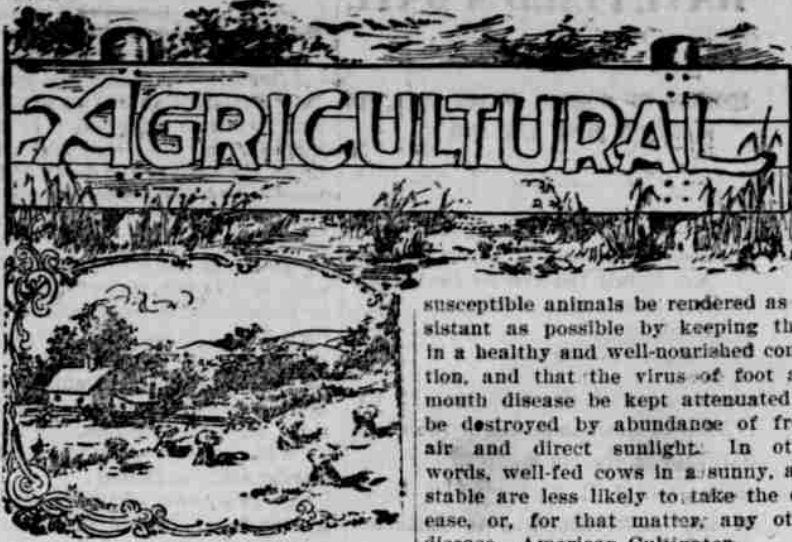 AGRICULTURAL
susceptible animals be rendered as
sistant as possible by keeping th
in a healthy and well-nourished con
tion, and that the virus of foot a
mouth disease be kept attenuated
be destroyed by abundance of fr
air and direct sunlight. In ot
words, well-fed cows in a sunny, a
stable are less likely to take the
ease, or, for that matter, any ot
disease.—American Cultivator.